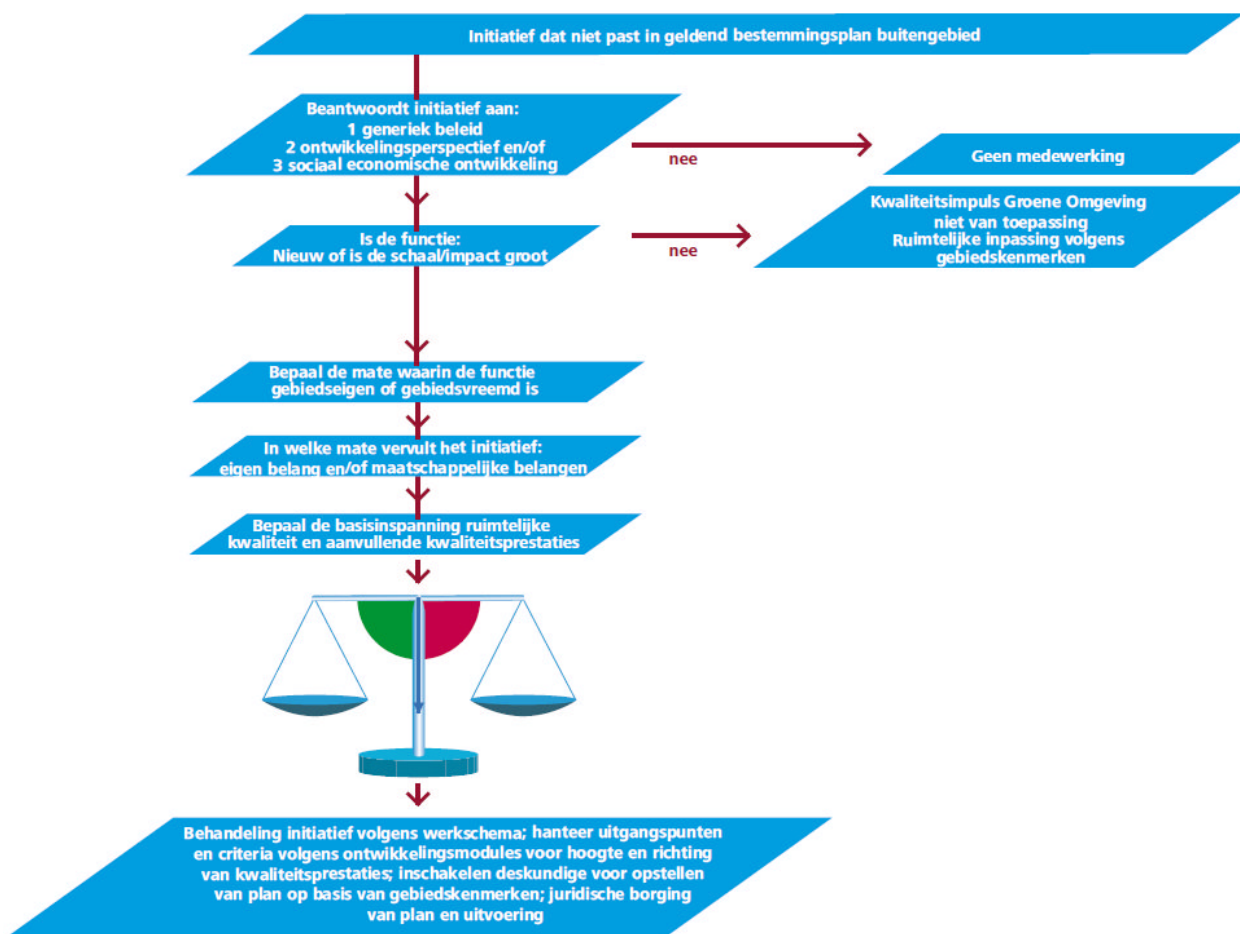 Initiatief dat niet past in geldend bestemmingsplan buitengebied
Beantwoordt initiatief aan:
1 generiek beleid
2 ontwikkelingsperspectief en/of
3 sociaal economische ontwikkeling
nee
Geen medewerking
Is de functie:
Nieuw of is de schaal/impact groot
nee
Kwaliteitsimpuls Groene Omgeving
niet van toepassing
Ruimtelijke inpassing volgens
gebiedskenmerken
Bepaal de mate waarin de functie
gebiedseigen of gebiedsvreemd is
In welke mate vervult het initiatief:
eigen belang en/of maatschappelijke belangen
Bepaal de basisinspanning ruimtelijke
kwaliteit en aanvullende kwaliteitsprestaties
Behandeling initiatief volgens werkschema; hanteer uitgangspunten
en criteria volgens ontwikkelingsmodules voor hoogte en richting
van kwaliteitsprestaties; inschakelen deskundige voor opstellen
van plan op basis van gebiedskenmerken; juridische borging
van plan en uitvoering